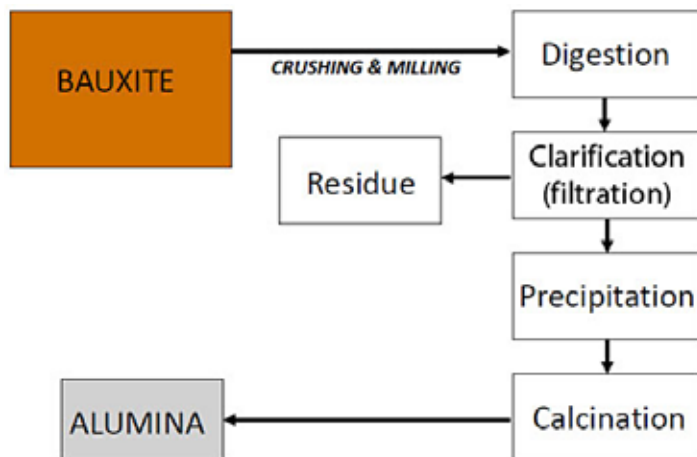 BAUXITE
CRUSHING & MILLING
Digestion
Residue
Clarification
(filtration)
Precipitation
ALUMINA
Calcination